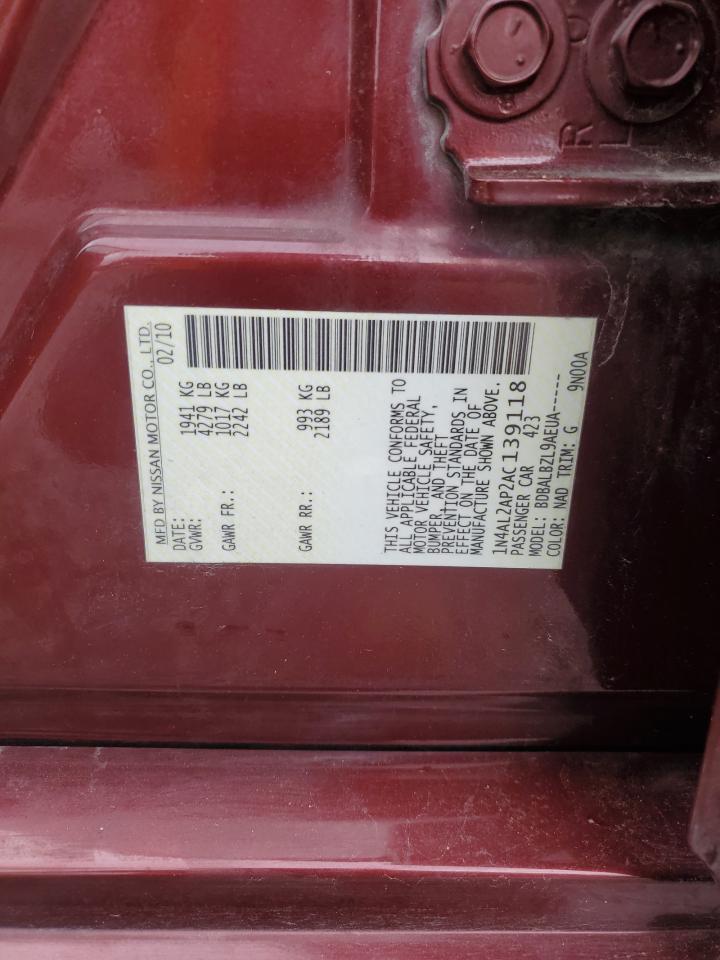 MFD BY NISSAN MOTOR CO., LTD.
DATE: 02/10
GVWR: 1941 KG
4279 LB
GAWR FR.: 1017 KG
2242 LB
GAWR RR.: 993 KG
2189 LB
THIS VEHICLE CONFORMS TO
ALL APPLICABLE FEDERAL
MOTOR VEHICLE SAFETY,
BUMPER, AND THEFT
PREVENTION STANDARDS IN
EFFECT ON THE DATE OF
MANUFACTURE SHOWN ABOVE.
1N4AL2AP2AC139118
PASSENGER CAR 423
MODEL: BDBALBZL9AEUA-----
COLOR: NAD TRIM: G 9N00A
R
L